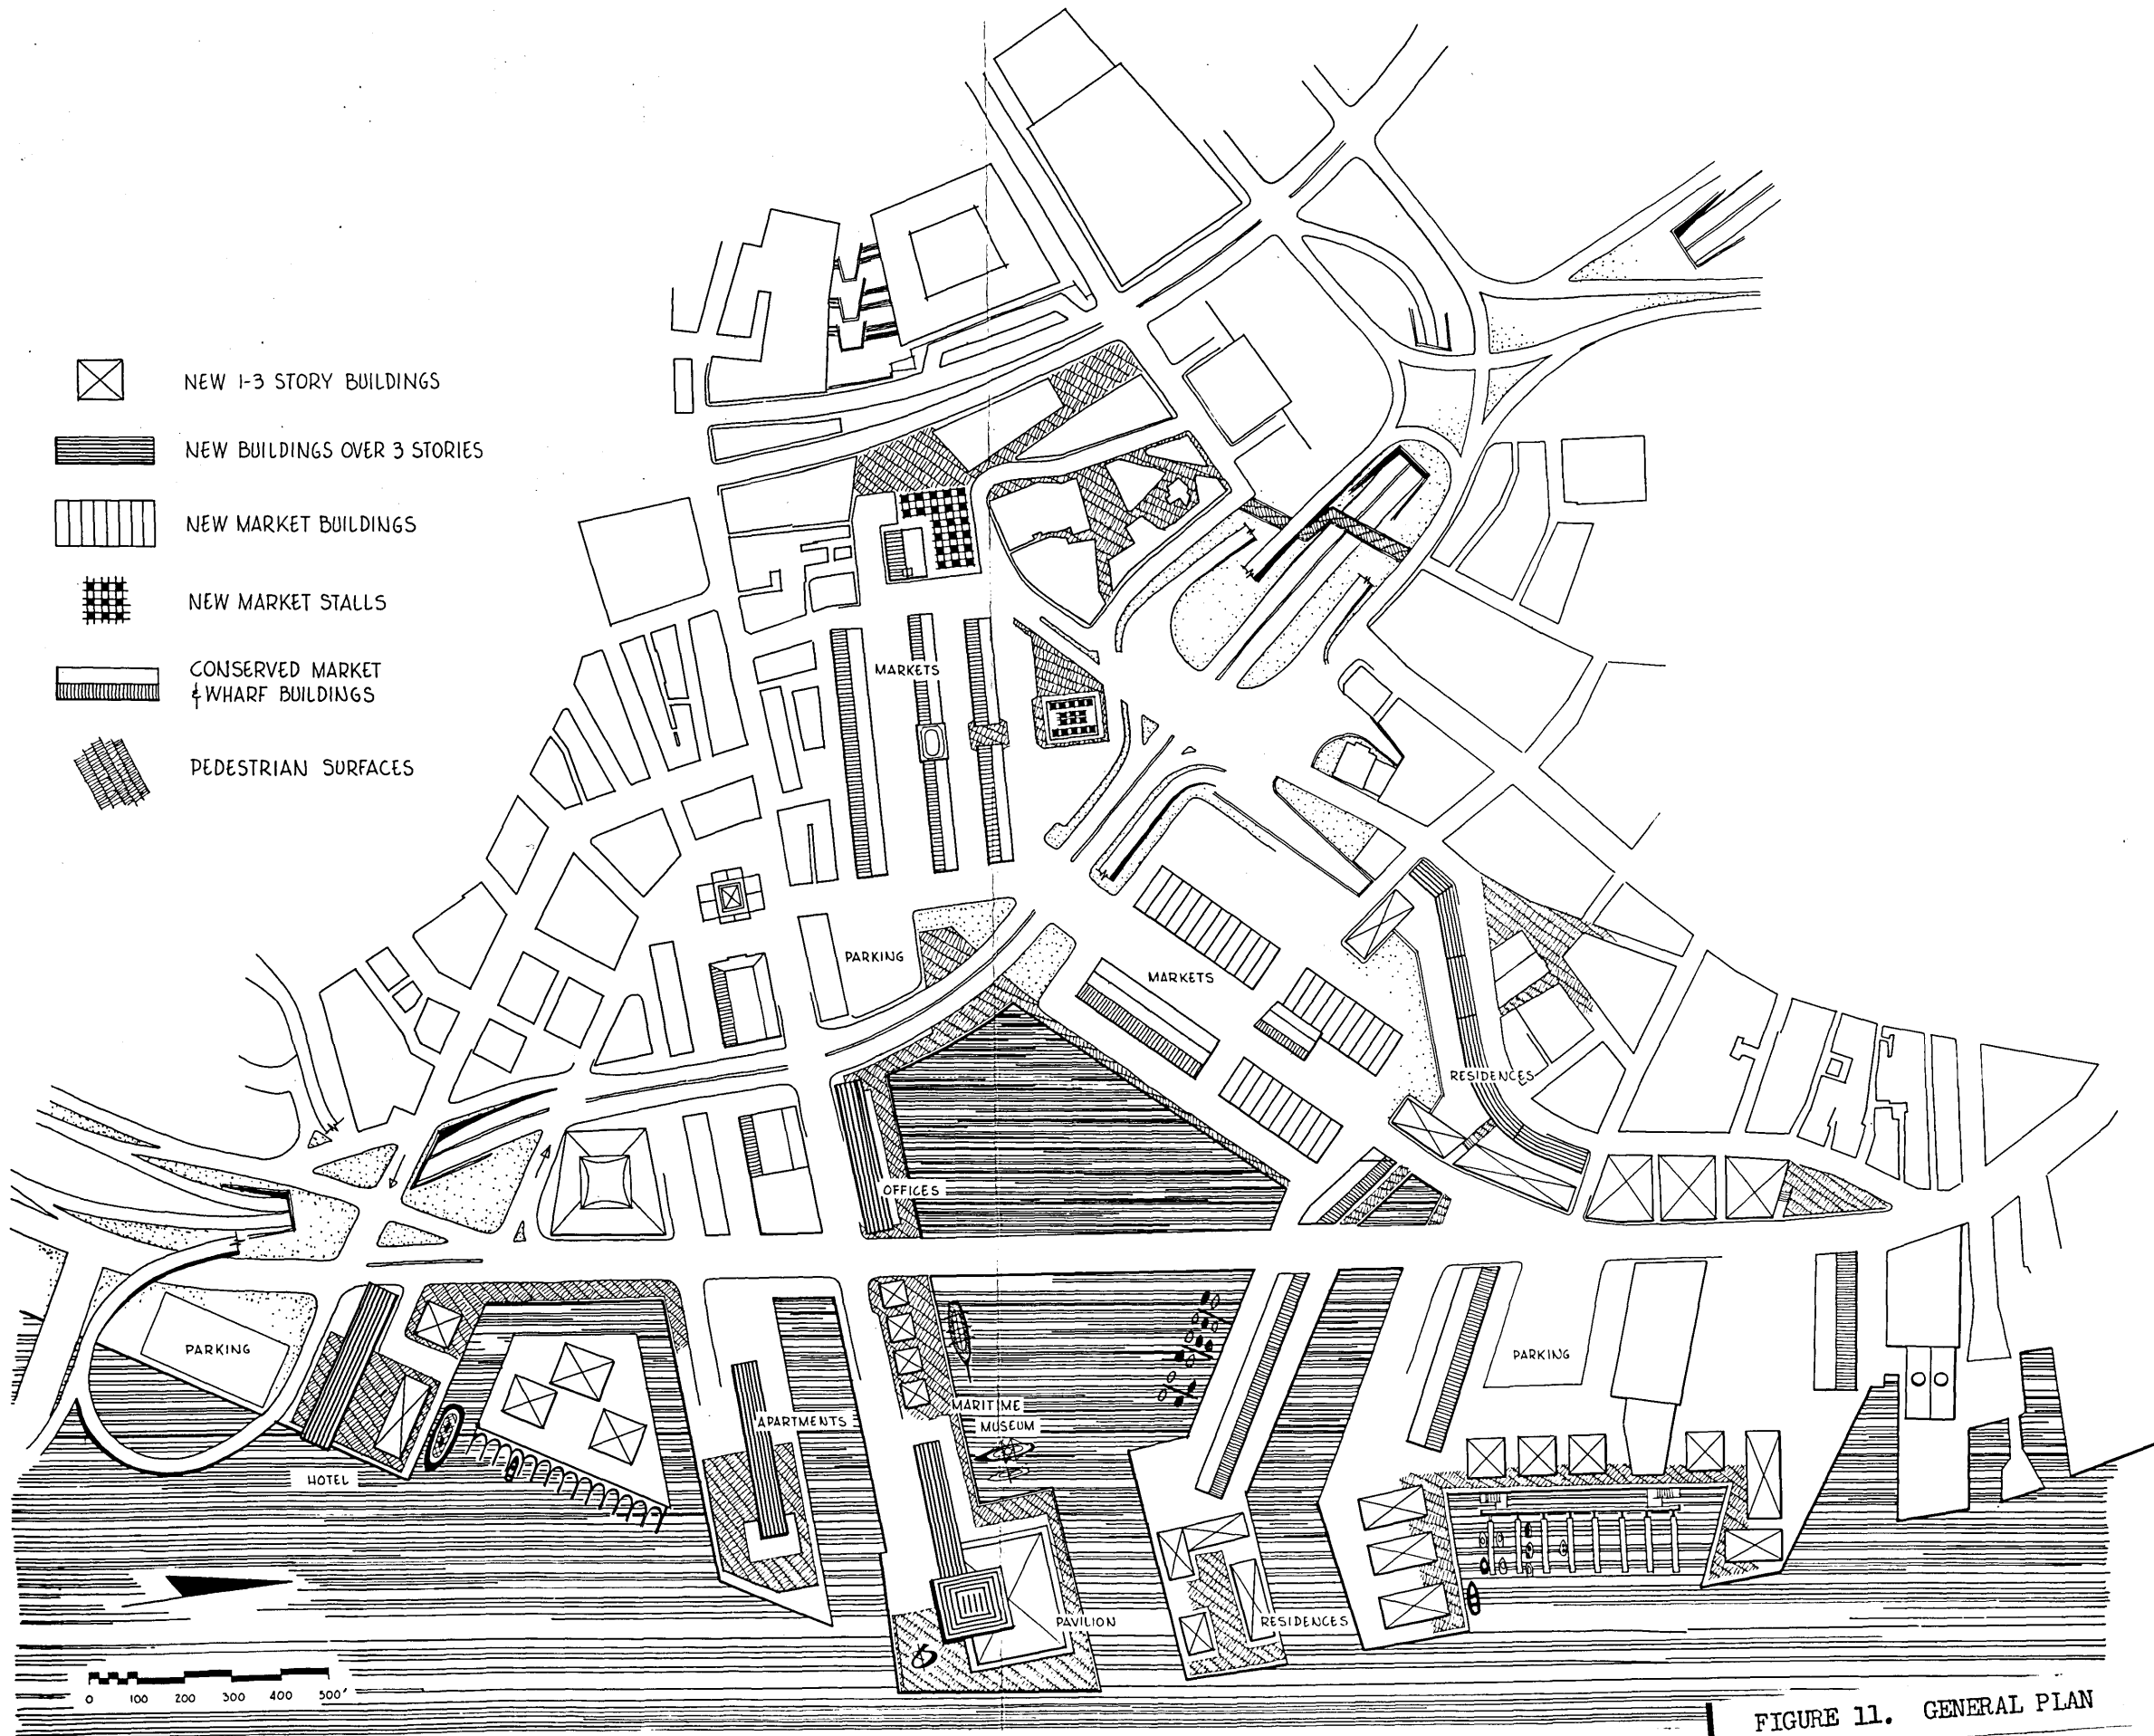 NEW 1-3 STORY BUILDINGS
NEW BUILDINGS OVER 3 STORIES
NEW MARKET BUILDINGS
NEW MARKET STALLS
CONSERVED MARKET
& WHARF BUILDINGS
PEDESTRIAN SURFACES
MARKETS
PARKING
MARKETS
RESIDENCES
OFFICES
PARKING
PARKING
MARITIME
MUSEUM
APARTMENTS
HOTEL
PAVILION
RESIDENCES
0 100 200 300 400 500'
FIGURE 11. GENERAL PLAN